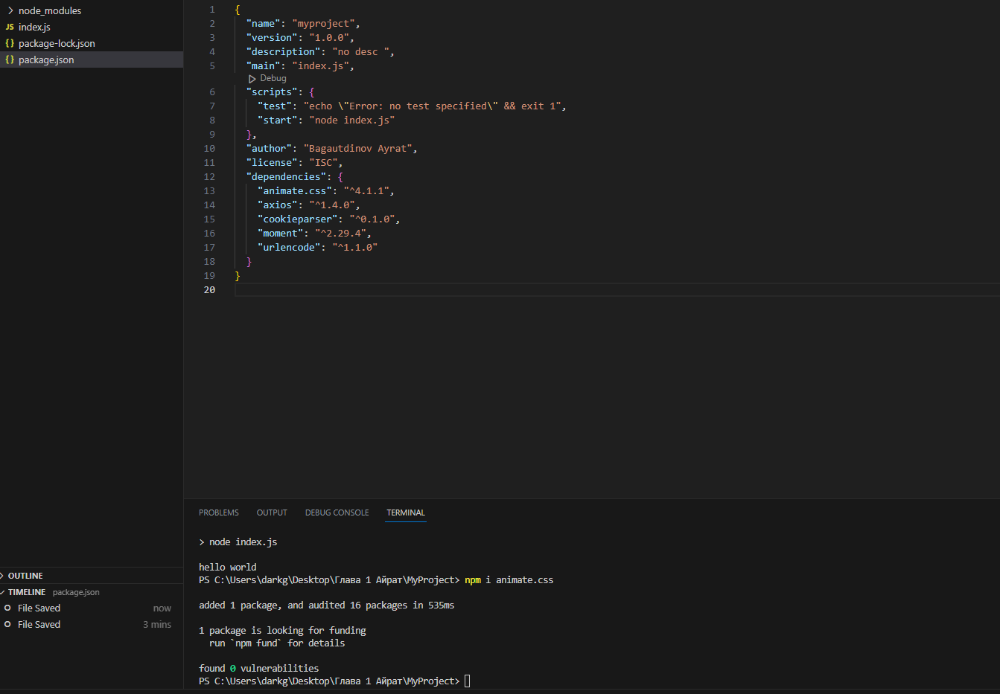 node_modules
JS index.js
{} package-lock.json
{} package.json
OUTLINE
TIMELINE package.json
File Saved now
File Saved 3 mins
1 {
2 "name": "myproject",
3 "version": "1.0.0",
4 "description": "no desc ",
5 "main": "index.js",
Debug
6 "scripts": {
7 "test": "echo \"Error: no test specified\" && exit 1",
8 "start": "node index.js"
9 },
10 "author": "Bagautdinov Ayrat",
11 "license": "ISC",
12 "dependencies": {
13 "animate.css": "^4.1.1",
14 "axios": "^1.4.0",
15 "cookieparser": "^0.1.0",
16 "moment": "^2.29.4",
17 "urlencode": "^1.1.0"
18 }
19 }
20
PROBLEMS OUTPUT DEBUG CONSOLE TERMINAL
> node index.js
hello world
PS C:\Users\darkg\Desktop\Глава 1 Айрат\MyProject> npm i animate.css
added 1 package, and audited 16 packages in 535ms
1 package is looking for funding
run `npm fund` for details
found 0 vulnerabilities
PS C:\Users\darkg\Desktop\Глава 1 Айрат\MyProject>